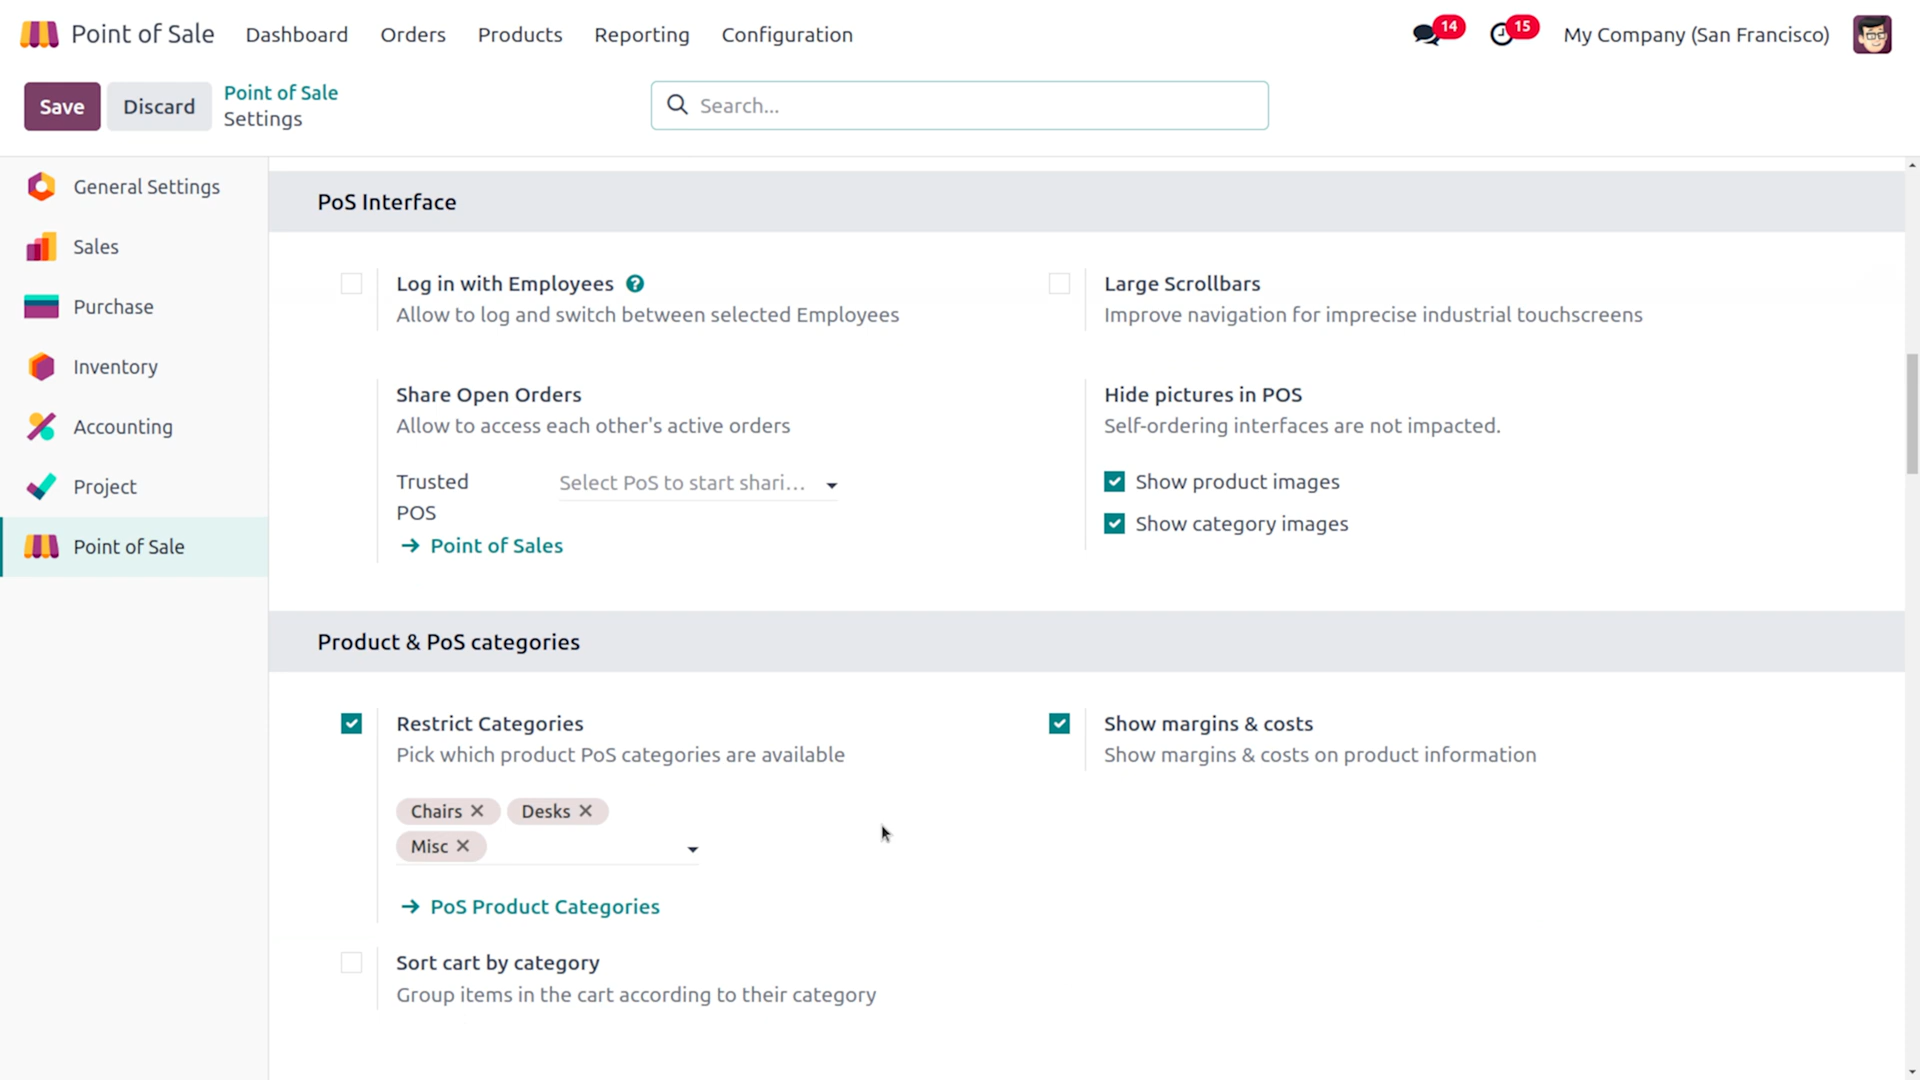 Point of Sale Dashboard Orders Products Reporting Configuration 14 15 My Company (San Francisco)
Save Discard Point of Sale Search...
Settings
General Settings
Sales
Purchase
Inventory
Accounting
Project
Point of Sale
PoS Interface
Log in with Employees ?
Allow to log and switch between selected Employees
Large Scrollbars
Improve navigation for imprecise industrial touchscreens
Share Open Orders
Allow to access each other's active orders
Trusted Select PoS to start shari...
POS
→ Point of Sales
Hide pictures in POS
Self-ordering interfaces are not impacted.
Show product images
Show category images
Product & PoS categories
Restrict Categories
Pick which product PoS categories are available
Chairs × Desks ×
Misc ×
→ PoS Product Categories
Show margins & costs
Show margins & costs on product information
Sort cart by category
Group items in the cart according to their category